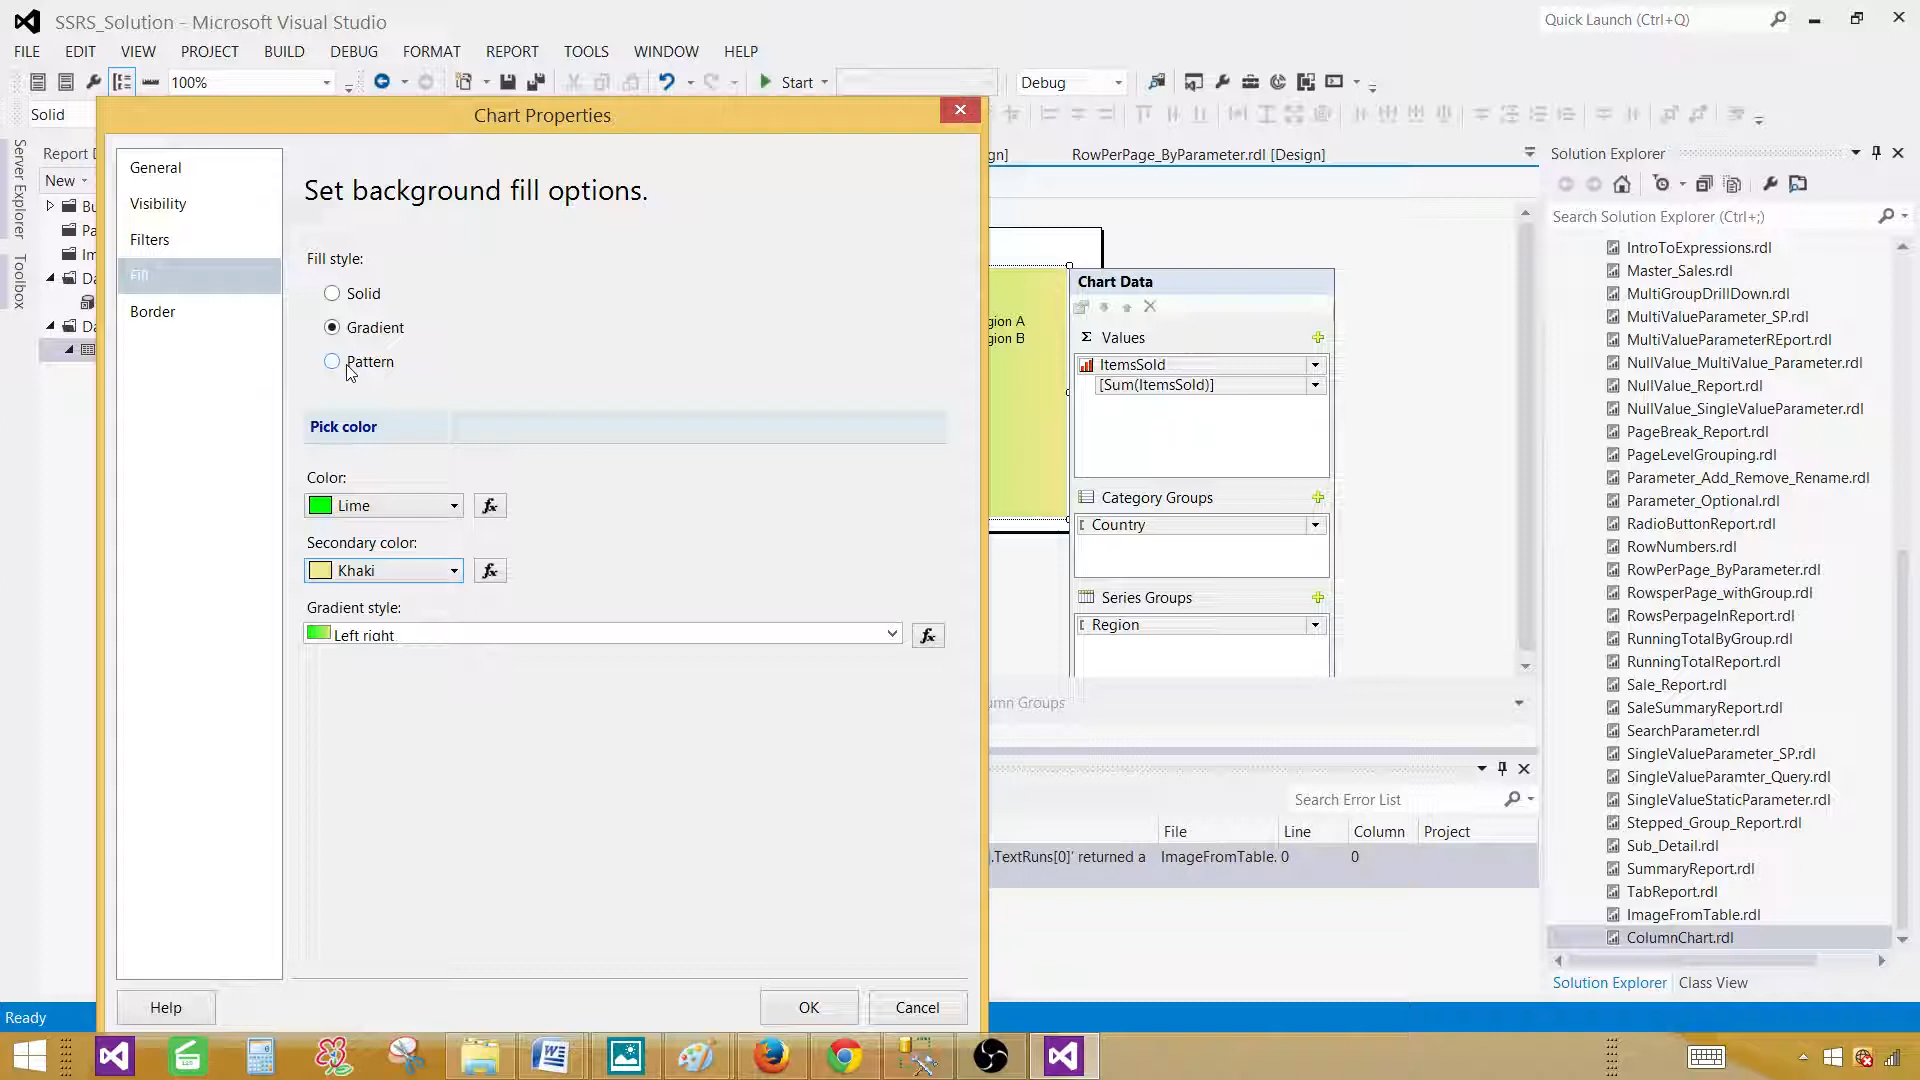 SSRS_Solution - Microsoft Visual Studio
Quick Launch (Ctrl+Q)
FILE EDIT VIEW PROJECT BUILD DEBUG FORMAT REPORT TOOLS WINDOW HELP
100%
Start
Debug
Solid
Chart Properties
Server Explorer
Toolbox
Report D
New
Bu
Pa
Im
Da
Da
General
Visibility
Filters
Fill
Border
Set background fill options.
Fill style:
Solid
Gradient
Pattern
Pick color
Color:
Lime
fx
Secondary color:
Khaki
fx
Gradient style:
Left right
fx
Help
OK
Cancel
gn]
RowPerPage_ByParameter.rdl [Design]
gion A
gion B
Chart Data
Σ Values
ItemsSold
[Sum(ItemsSold)]
Category Groups
Country
Series Groups
Region
mn Groups
Search Error List
File Line Column Project
.TextRuns[0]' returned a ImageFromTable. 0 0
Solution Explorer
Search Solution Explorer (Ctrl+;)
IntroToExpressions.rdl
Master_Sales.rdl
MultiGroupDrillDown.rdl
MultiValueParameter_SP.rdl
MultiValueParameterREport.rdl
NullValue_MultiValue_Parameter.rdl
NullValue_Report.rdl
NullValue_SingleValueParameter.rdl
PageBreak_Report.rdl
PageLevelGrouping.rdl
Parameter_Add_Remove_Rename.rdl
Parameter_Optional.rdl
RadioButtonReport.rdl
RowNumbers.rdl
RowPerPage_ByParameter.rdl
RowsperPage_withGroup.rdl
RowsPerpageInReport.rdl
RunningTotalByGroup.rdl
RunningTotalReport.rdl
Sale_Report.rdl
SaleSummaryReport.rdl
SearchParameter.rdl
SingleValueParameter_SP.rdl
SingleValueParamter_Query.rdl
SingleValueStaticParameter.rdl
Stepped_Group_Report.rdl
Sub_Detail.rdl
SummaryReport.rdl
TabReport.rdl
ImageFromTable.rdl
ColumnChart.rdl
Solution Explorer Class View
Ready